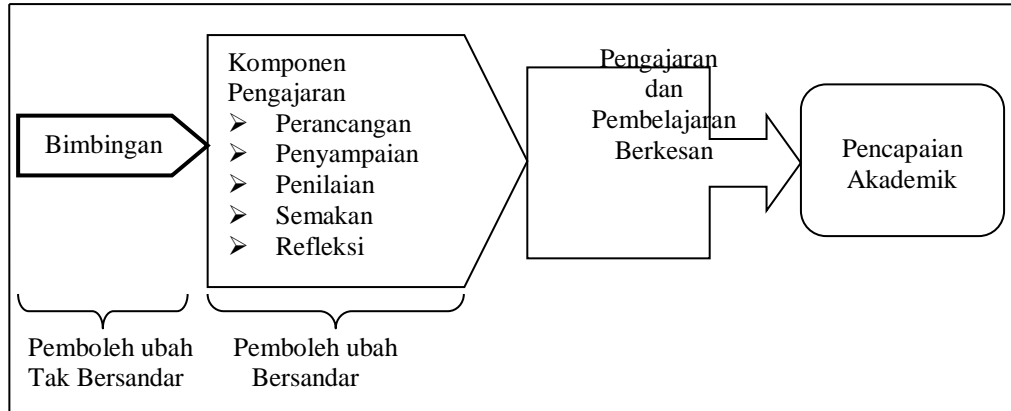 Bimbingan
Komponen
Pengajaran
➢ Perancangan
➢ Penyampaian
➢ Penilaian
➢ Semakan
➢ Refleksi
Pengajaran
dan
Pembelajaran
Berkesan
Pencapaian
Akademik
Pemboleh ubah
Tak Bersandar
Pemboleh ubah
Bersandar